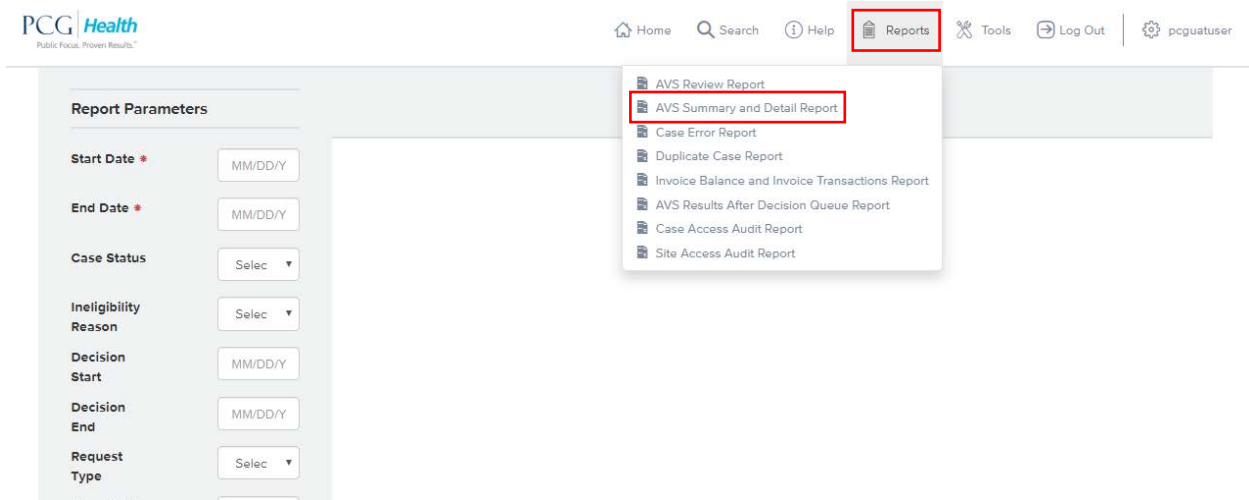 PCG Health
Public Focus. Proven Results.™
Home Search Help Reports Tools Log Out pcguatuser
AVS Review Report
AVS Summary and Detail Report
Case Error Report
Duplicate Case Report
Invoice Balance and Invoice Transactions Report
AVS Results After Decision Queue Report
Case Access Audit Report
Site Access Audit Report
Report Parameters
Start Date * MM/DD/Y
End Date * MM/DD/Y
Case Status Selec
Ineligibility
Reason Selec
Decision
Start MM/DD/Y
Decision
End MM/DD/Y
Request
Type Selec